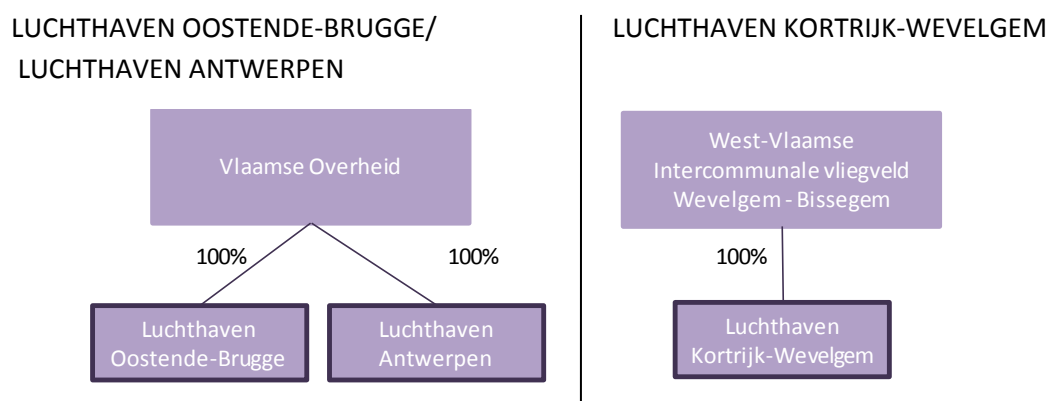 LUCHTHAVEN OOSTENDE-BRUGGE/
LUCHTHAVEN ANTWERPEN
Vlaamse Overheid
100%
100%
Luchthaven
Oostende-Brugge
Luchthaven
Antwerpen
LUCHTHAVEN KORTRIJK-WEVELGEM
West-Vlaamse
Intercommunale vliegveld
Wevelgem - Bissegem
100%
Luchthaven
Kortrijk-Wevelgem